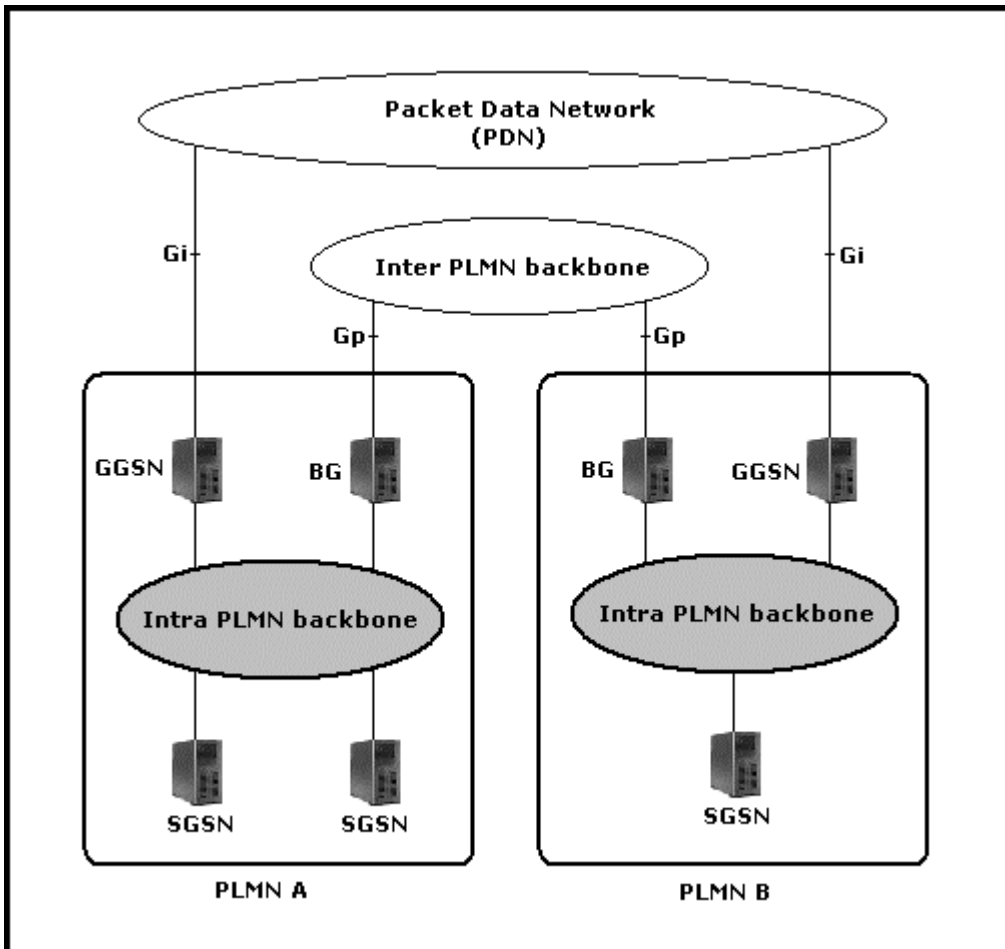 Packet Data Network
(PDN)
Gi
Inter PLMN backbone
Gi
Gp
Gp
GGSN
BG
BG
GGSN
Intra PLMN backbone
Intra PLMN backbone
SGSN
SGSN
SGSN
PLMN A
PLMN B